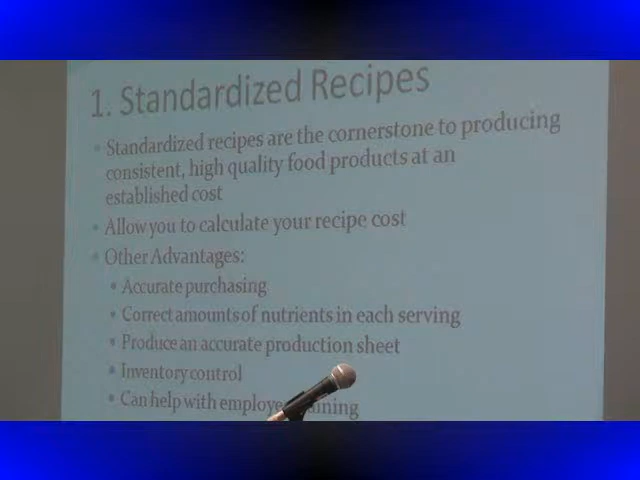 1. Standardized Recipes
• Standardized recipes are the cornerstone to producing
consistent, high quality food products at an
established cost
• Allow you to calculate your recipe cost
• Other Advantages:
• Accurate purchasing
• Correct amounts of nutrients in each serving
• Produce an accurate production sheet
• Inventory control
• Can help with